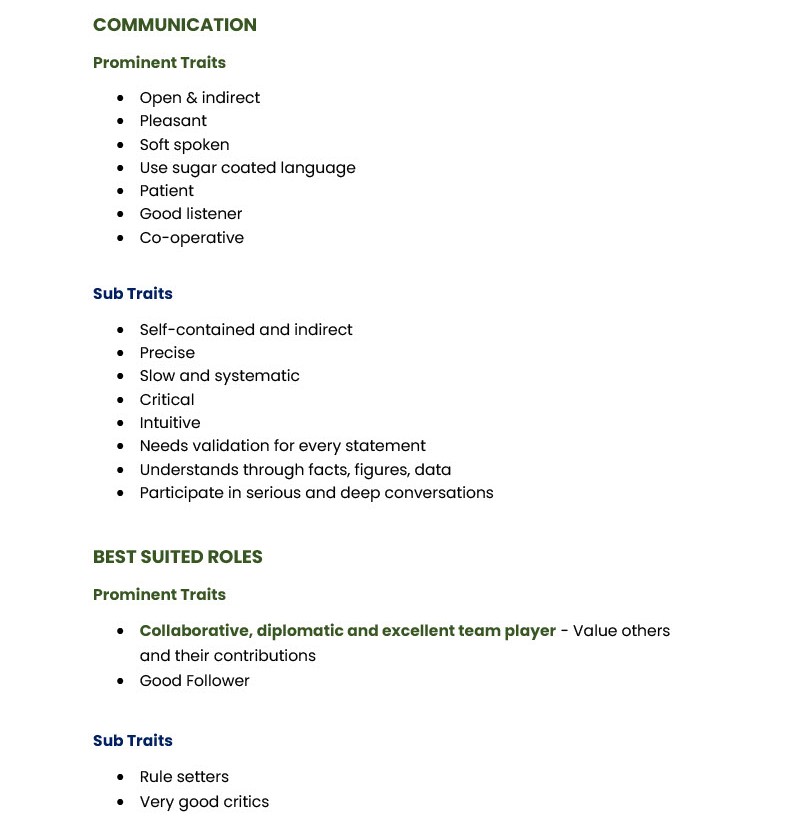 COMMUNICATION
Prominent Traits
• Open & indirect
• Pleasant
• Soft spoken
• Use sugar coated language
• Patient
• Good listener
• Co-operative
Sub Traits
• Self-contained and indirect
• Precise
• Slow and systematic
• Critical
• Intuitive
• Needs validation for every statement
• Understands through facts, figures, data
• Participate in serious and deep conversations
BEST SUITED ROLES
Prominent Traits
• Collaborative, diplomatic and excellent team player - Value others
and their contributions
• Good Follower
Sub Traits
• Rule setters
• Very good critics